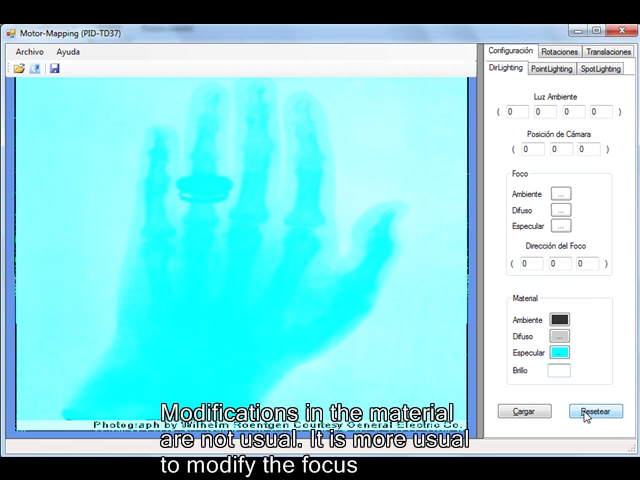 Motor-Mapping (PID-TD37)
Archivo Ayuda
Configuración Rotaciones Translaciones
DirLighting PointLighting SpotLighting
Luz Ambiente
( 0 0 0 0 )
Posición de Cámara
( 0 0 0 )
Foco
Ambiente ...
Difuso ...
Especular ...
Dirección del Foco
( 0 0 0 )
Material
Ambiente
Difuso ...
Especular ...
Brillo
Cargar Resetear
Photograph by Wilhelm Roentgen Courtesy General Electric Co.
Modifications in the material
are not usual. It is more usual
to modify the focus